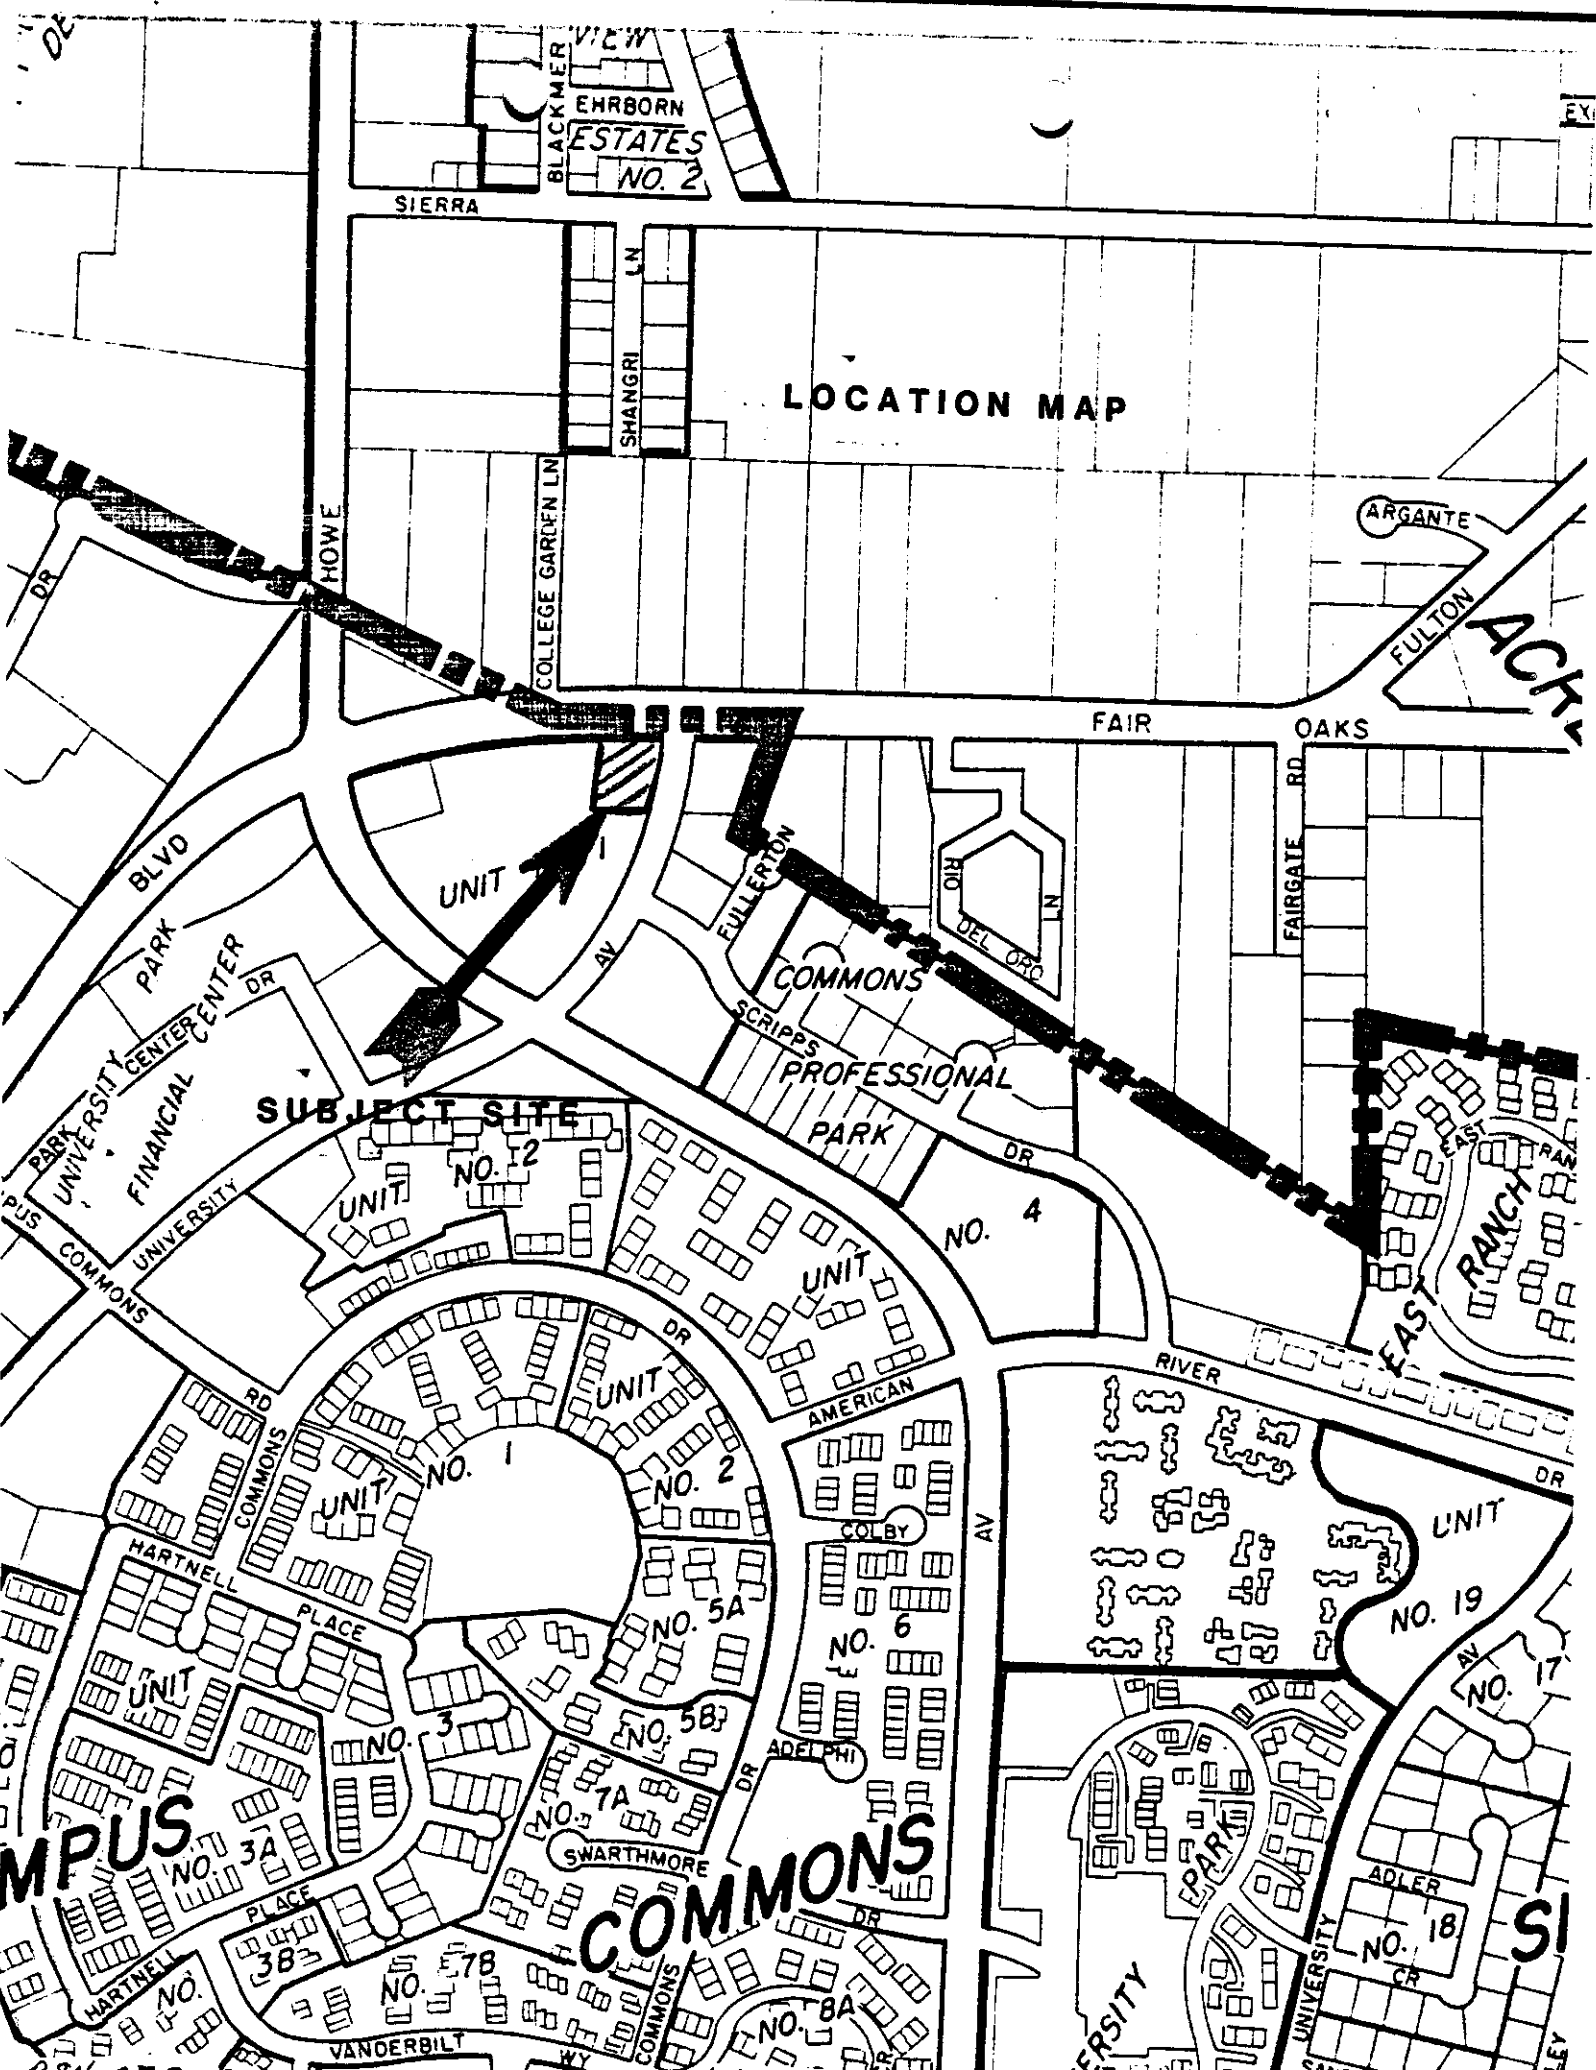 VIEW
BLACKMER
EHRBORN
ESTATES
NO. 2
SIERRA
SHANGRI LN
LOCATION MAP
HOWE
COLLEGE GARDEN LN
ARGANTE
FULTON
DR
FAIR OAKS
BLVD
UNIT 1
FULLERTON
RIO
DEL ORO
LN
FAIRGATE RD
PARK
CENTER
DR
AV
COMMONS
SCRIPPS
PROFESSIONAL
PARK
DR
PARK CENTER
UNIVERSITY
FINANCIAL
SUBJECT SITE
UNIT NO. 2
UNIVERSITY
EAST
RANCH
EAST
NO. 4
UNIT
COMMONS
RD
DR
RIVER
DR
AMERICAN
UNIT
NO. 2
UNIT NO. 1
COMMONS
COLBY
AV
UNIT
NO. 19
HARTNELL
PLACE
NO. 5A
NO. 6
AV
NO. 17
UNIT
NO. 3
NO. 5B
ADELPHI
DR
NO. 7A
NO. 3A
SWARTHMORE
COMMONS
PARK
ADLER
CR
NO. 18
PLACE
HARTNELL
NO.
3B
NO. 7B
DR
COMMONS
NO. 8A
UNIVERSITY
VANDERBILT
WY